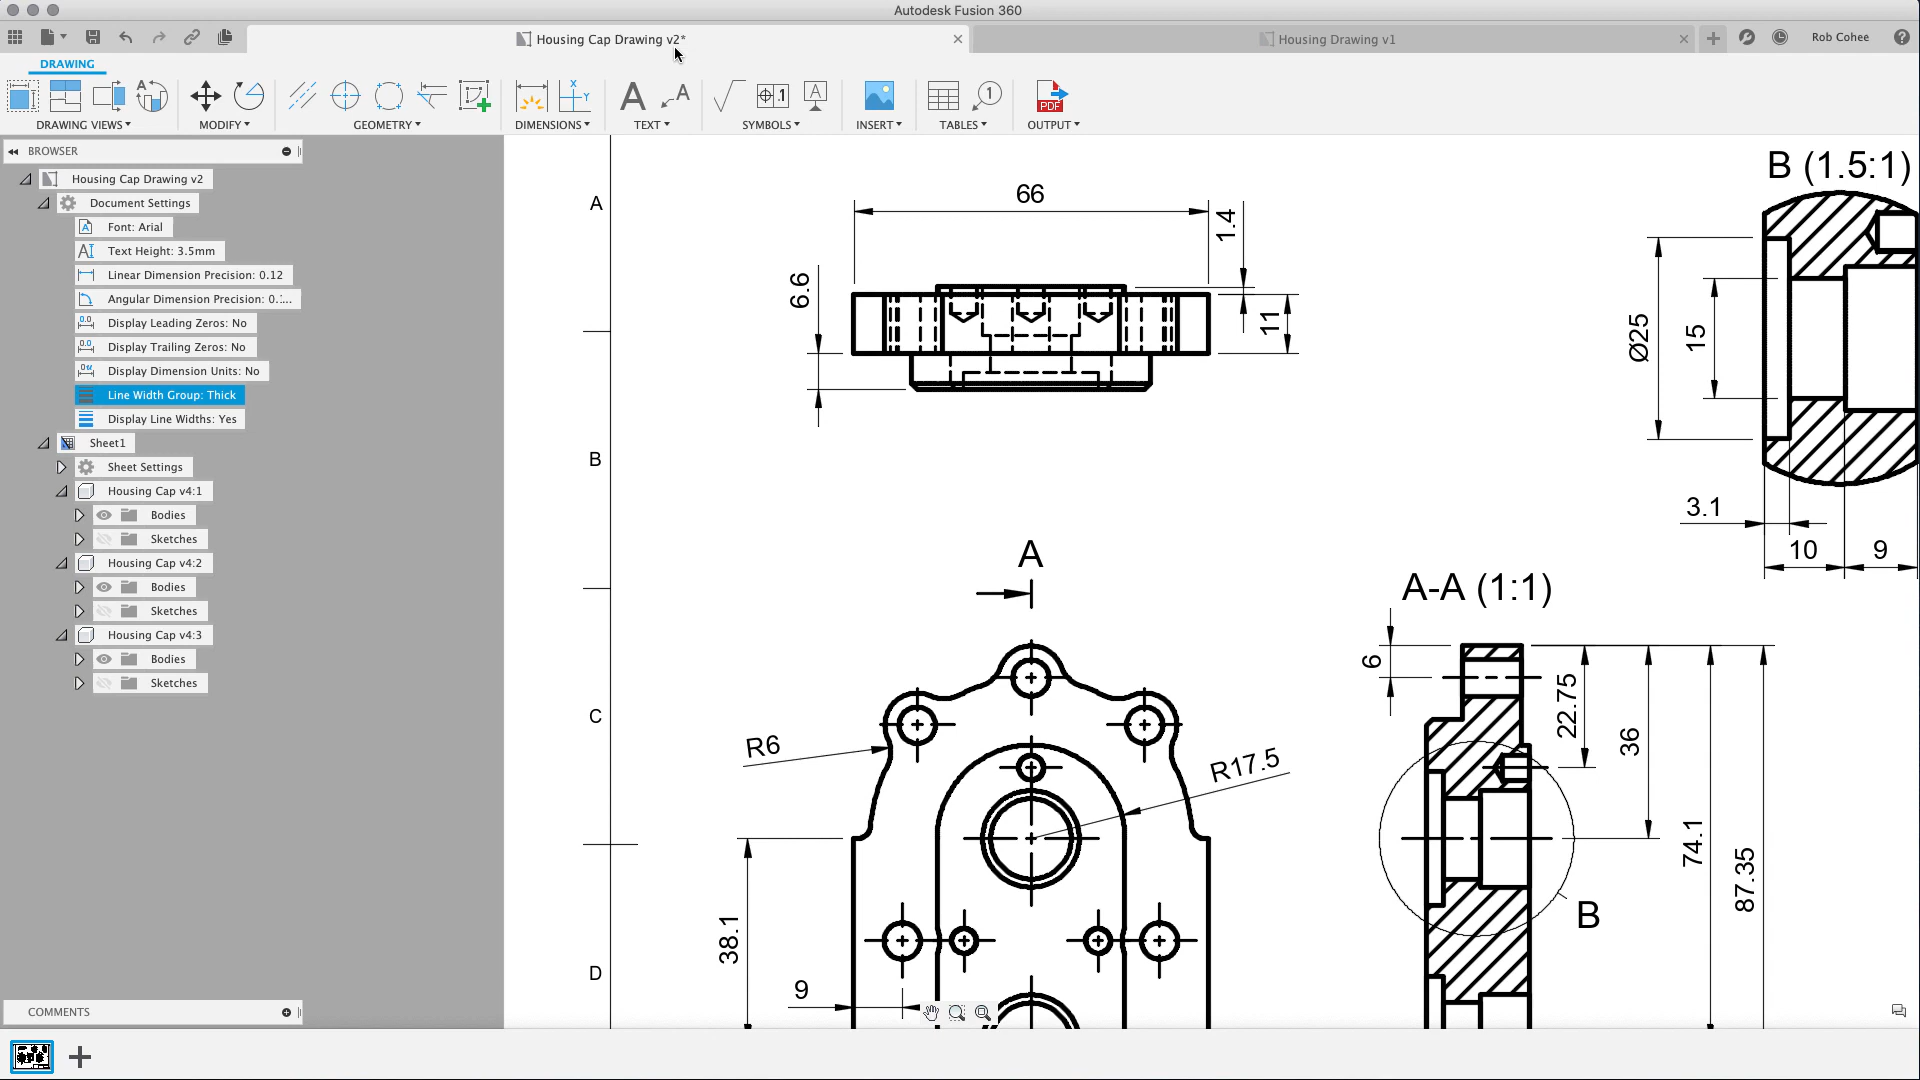 Autodesk Fusion 360
Housing Cap Drawing v2*
Housing Drawing v1
Rob Cohee
DRAWING
DRAWING VIEWS
MODIFY
GEOMETRY
DIMENSIONS
TEXT
SYMBOLS
INSERT
TABLES
OUTPUT
PDF
BROWSER
Housing Cap Drawing v2
Document Settings
Font: Arial
Text Height: 3.5mm
Linear Dimension Precision: 0.12
Angular Dimension Precision: 0.:...
Display Leading Zeros: No
Display Trailing Zeros: No
Display Dimension Units: No
Line Width Group: Thick
Display Line Widths: Yes
Sheet1
Sheet Settings
Housing Cap v4:1
Bodies
Sketches
Housing Cap v4:2
Bodies
Sketches
Housing Cap v4:3
Bodies
Sketches
COMMENTS
A
B
C
D
66
1.4
6.6
11
B (1.5:1)
Ø25
15
3.1
10
9
A
A-A (1:1)
6
22.75
36
74.1
87.35
B
R6
R17.5
38.1
9